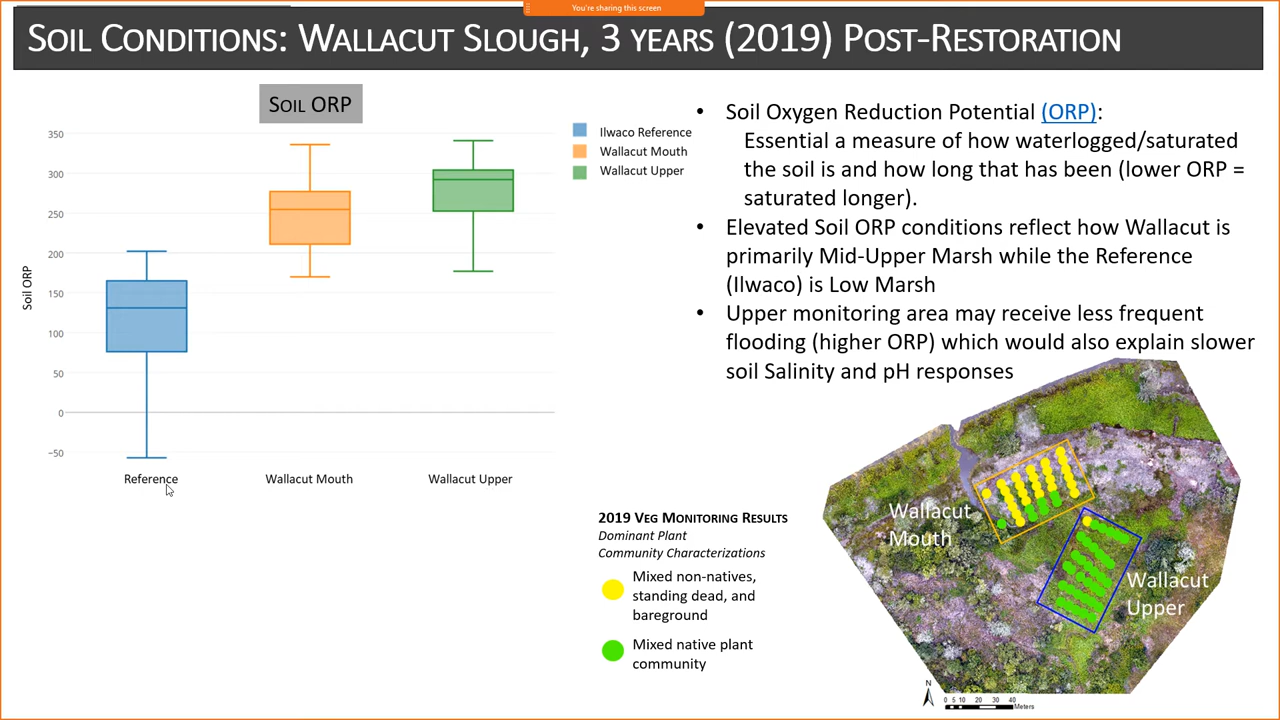 You're sharing this screen
SOIL CONDITIONS: WALLACUT SLOUGH, 3 YEARS (2019) POST-RESTORATION
SOIL ORP
350
300
250
200
150
100
50
0
−50
Soil ORP
Reference
Wallacut Mouth
Wallacut Upper
Ilwaco Reference
Wallacut Mouth
Wallacut Upper
• Soil Oxygen Reduction Potential (ORP):
Essential a measure of how waterlogged/saturated
the soil is and how long that has been (lower ORP =
saturated longer).
• Elevated Soil ORP conditions reflect how Wallacut is
primarily Mid-Upper Marsh while the Reference
(Ilwaco) is Low Marsh
• Upper monitoring area may receive less frequent
flooding (higher ORP) which would also explain slower
soil Salinity and pH responses
2019 VEG MONITORING RESULTS
Dominant Plant
Community Characterizations
Mixed non-natives,
standing dead, and
bareground
Mixed native plant
community
Wallacut
Mouth
Wallacut
Upper
N
0 5 10 20 30 40
Meters